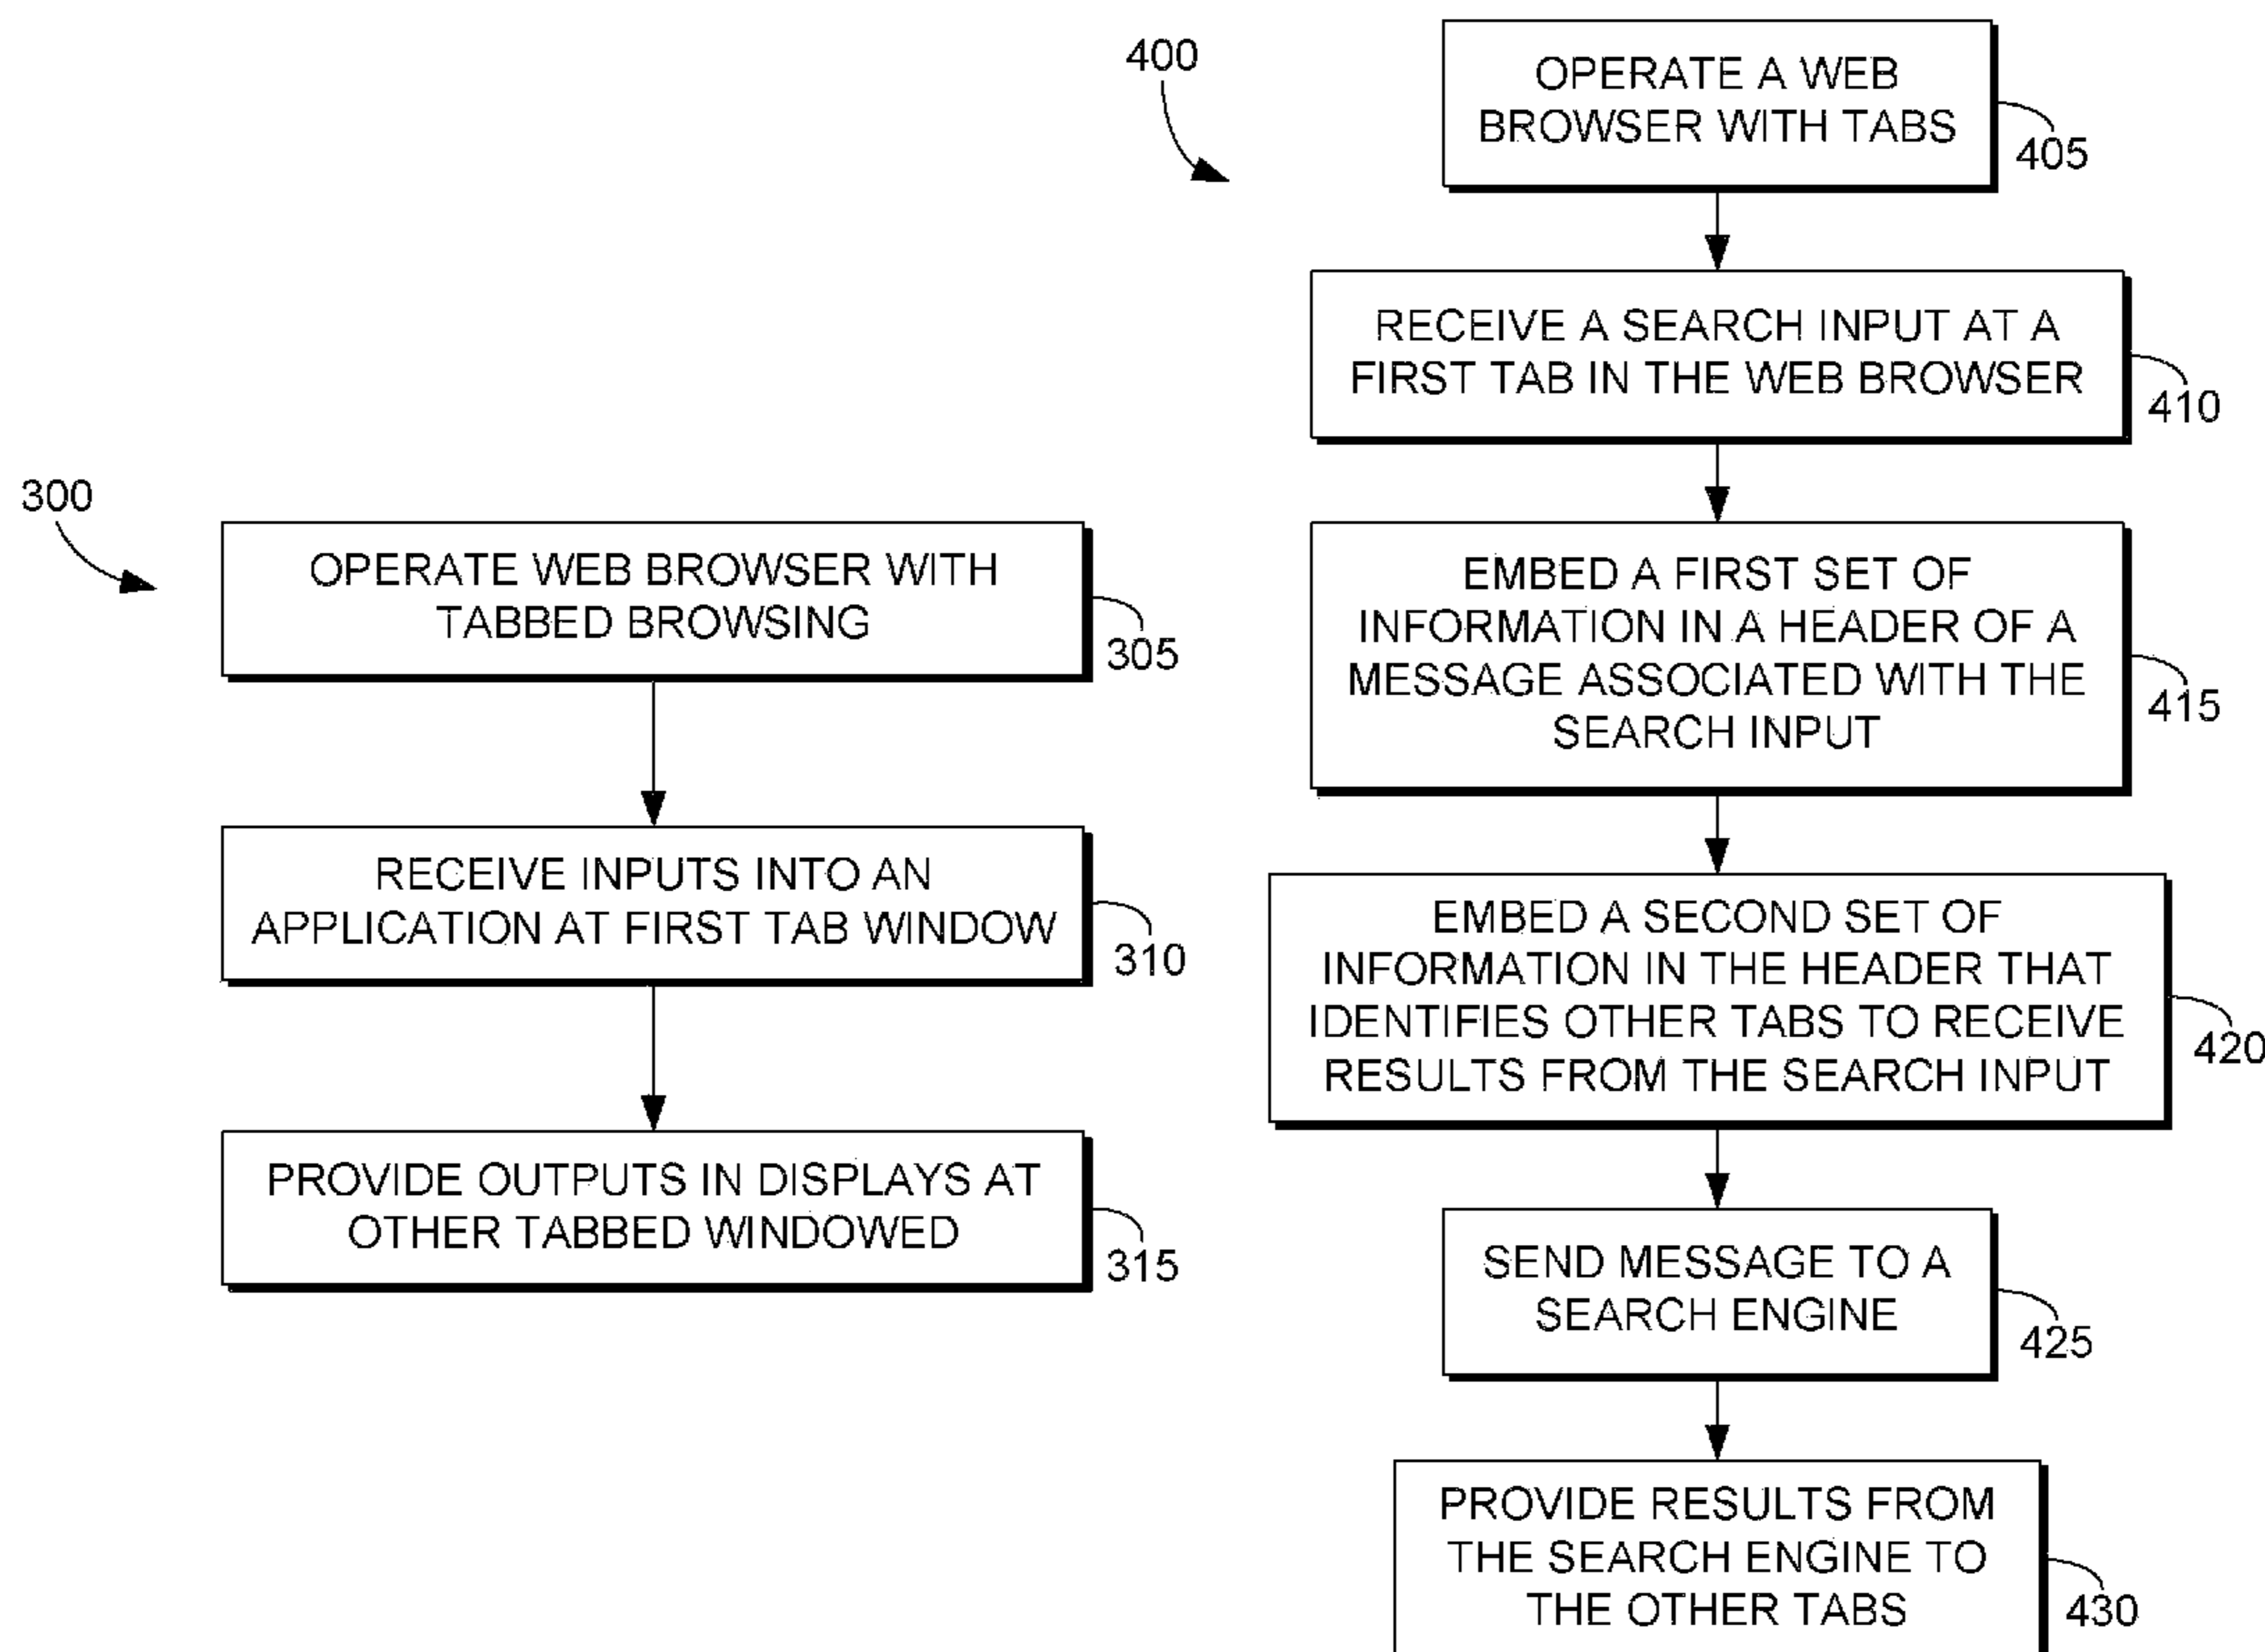 300
OPERATE WEB BROWSER WITH
TABBED BROWSING
305
RECEIVE INPUTS INTO AN
APPLICATION AT FIRST TAB WINDOW
310
PROVIDE OUTPUTS IN DISPLAYS AT
OTHER TABBED WINDOWED
315
400
OPERATE A WEB
BROWSER WITH TABS
405
RECEIVE A SEARCH INPUT AT A
FIRST TAB IN THE WEB BROWSER
410
EMBED A FIRST SET OF
INFORMATION IN A HEADER OF A
MESSAGE ASSOCIATED WITH THE
SEARCH INPUT
415
EMBED A SECOND SET OF
INFORMATION IN THE HEADER THAT
IDENTIFIES OTHER TABS TO RECEIVE
RESULTS FROM THE SEARCH INPUT
420
SEND MESSAGE TO A
SEARCH ENGINE
425
PROVIDE RESULTS FROM
THE SEARCH ENGINE TO
THE OTHER TABS
430